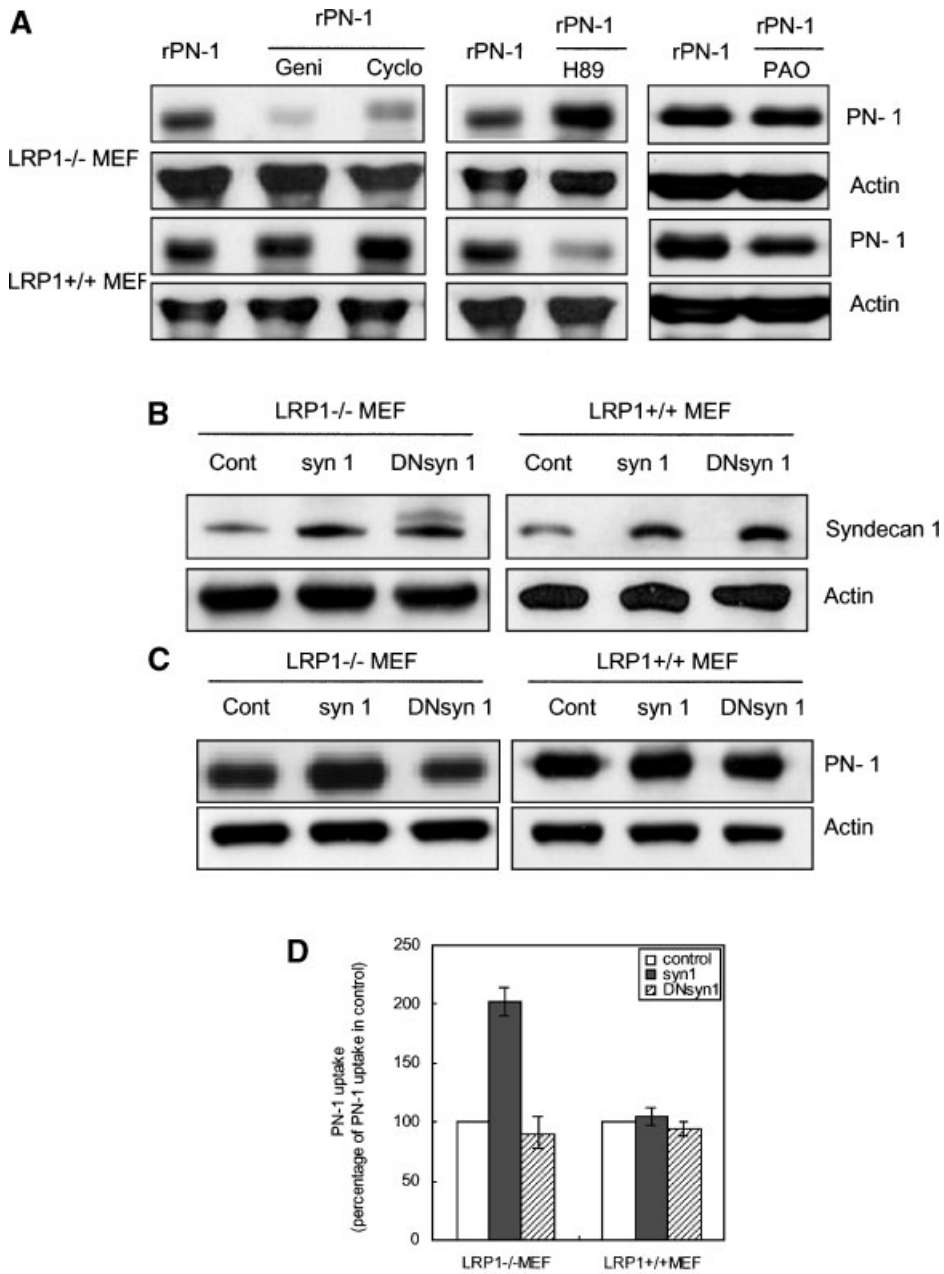 A
rPN-1
rPN-1
Geni Cyclo
rPN-1
rPN-1
H89
rPN-1
rPN-1
PAO
LRP1-/- MEF
PN- 1
Actin
LRP1+/+ MEF
PN- 1
Actin
B
LRP1-/- MEF
LRP1+/+ MEF
Cont syn 1 DNsyn 1
Cont syn 1 DNsyn 1
Syndecan 1
Actin
C
LRP1-/- MEF
LRP1+/+ MEF
Cont syn 1 DNsyn 1
Cont syn 1 DNsyn 1
PN- 1
Actin
D
PN-1 uptake
(percentage of PN-1 uptake in control)
250
200
150
100
50
0
control
syn1
DNsyn1
LRP1-/-MEF
LRP1+/+MEF